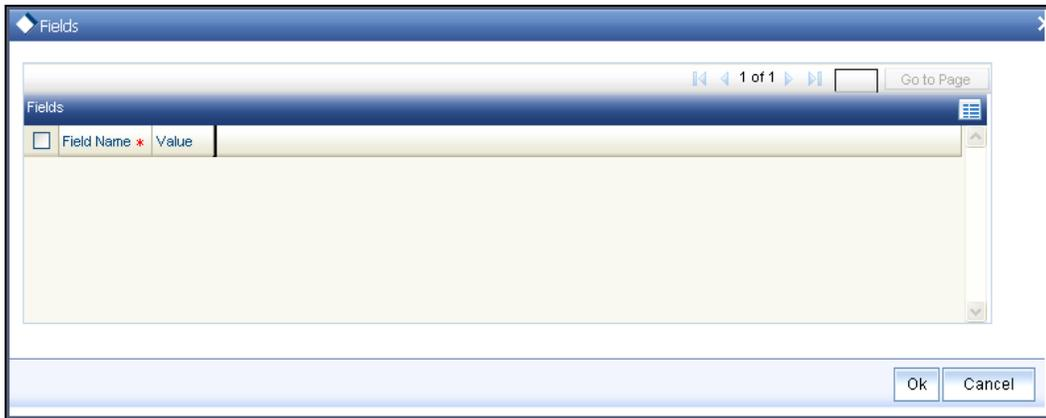 Fields
1 of 1 Go to Page
Fields
Field Name * Value
Ok Cancel